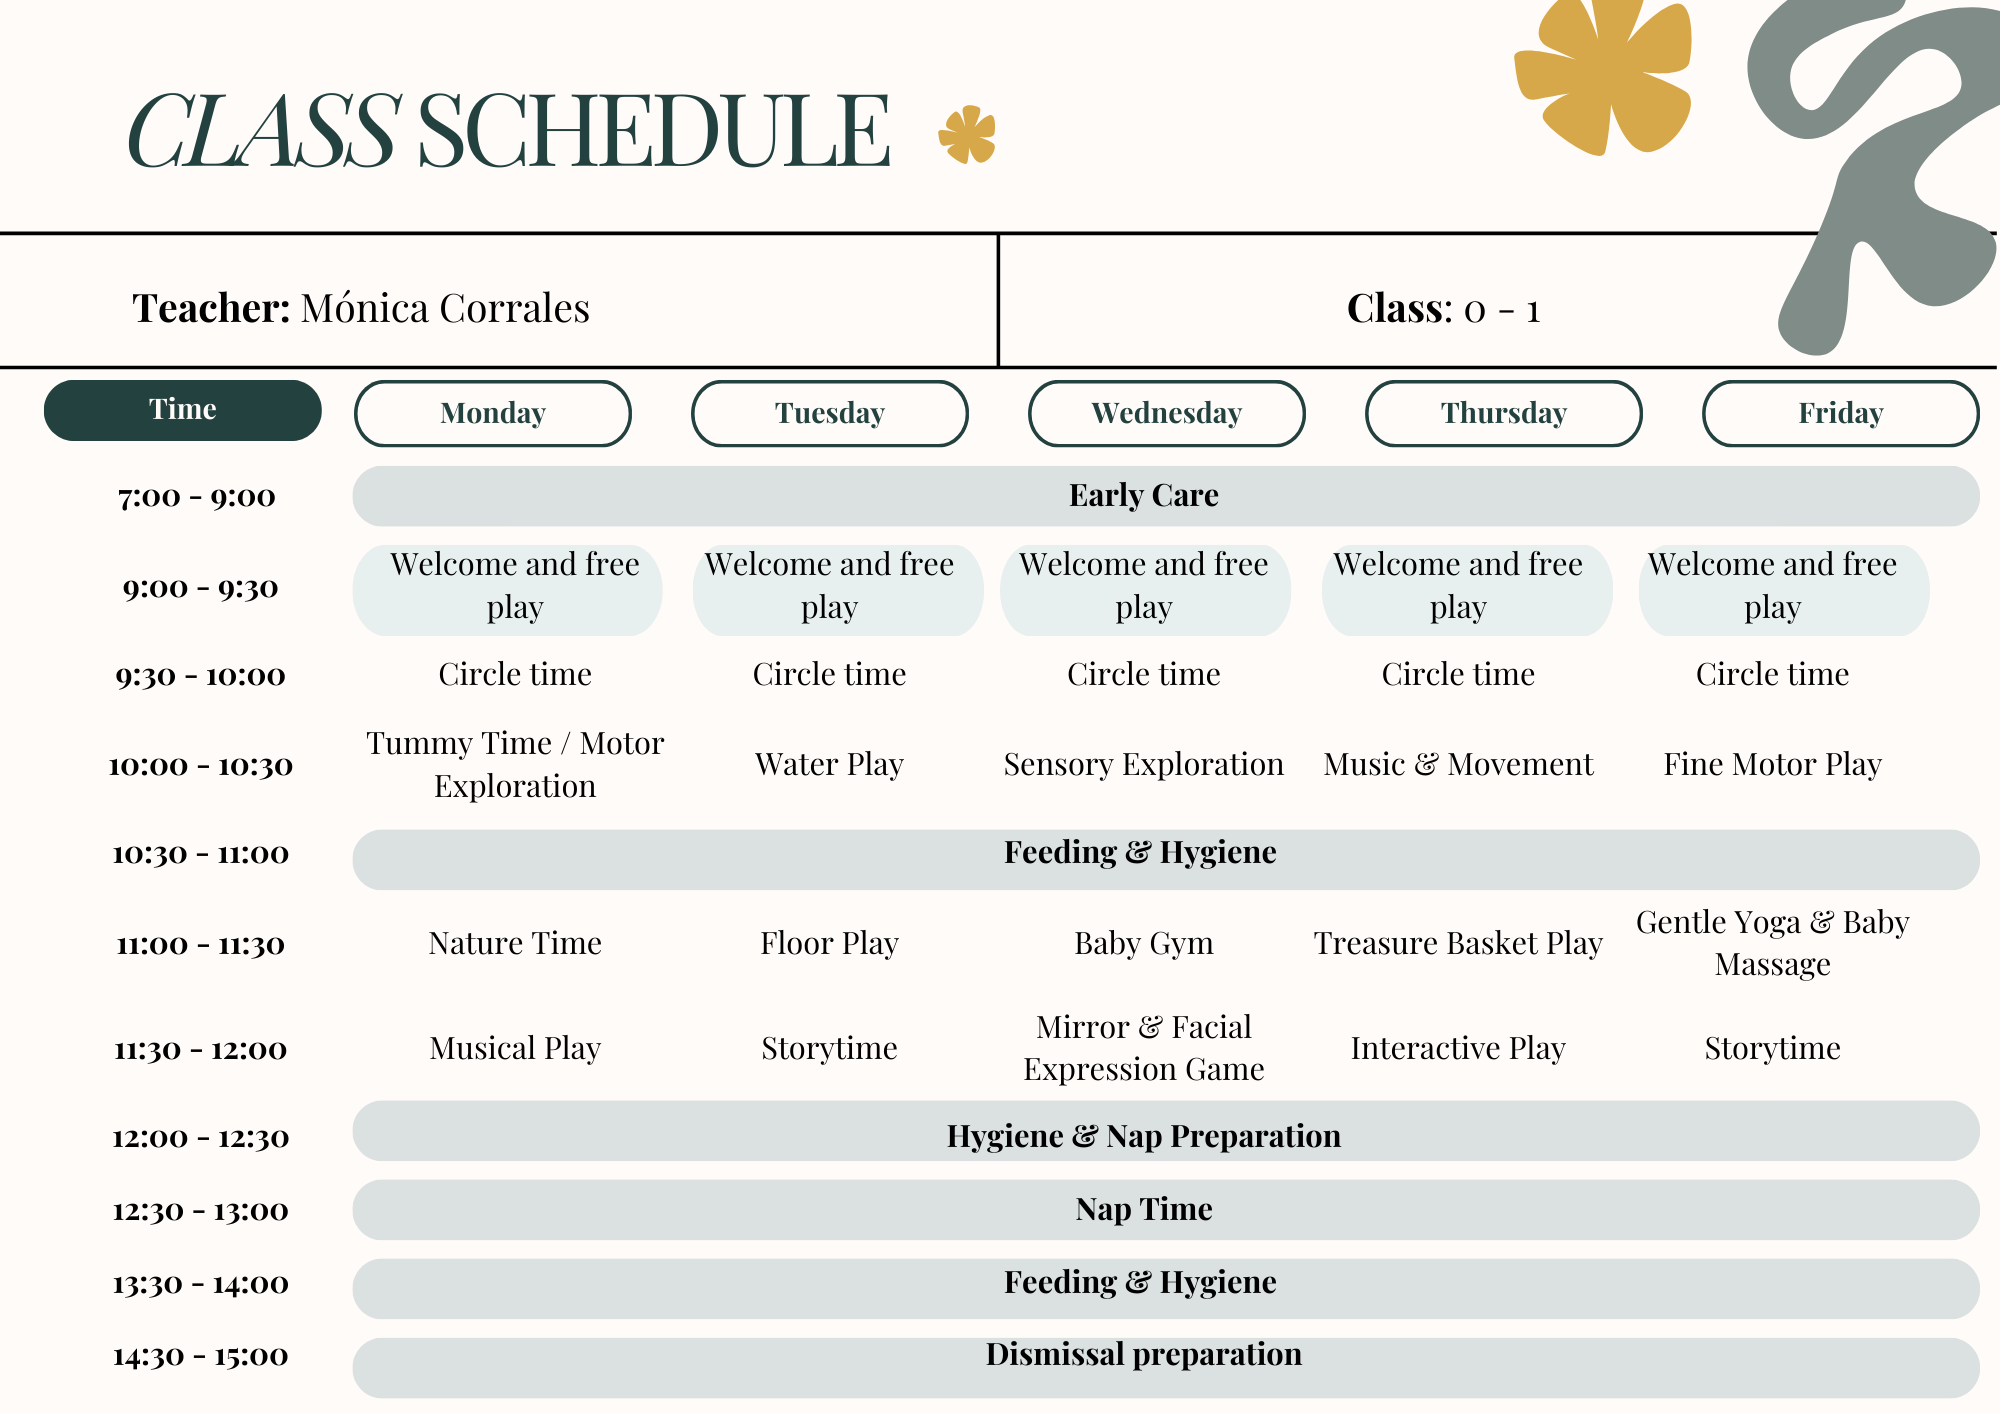 CLASS SCHEDULE
Teacher: Mónica Corrales
Class: 0 - 1
Time Monday Tuesday Wednesday Thursday Friday
7:00 - 9:00 Early Care
9:00 - 9:30 Welcome and free play Welcome and free play Welcome and free play Welcome and free play Welcome and free play
9:30 - 10:00 Circle time Circle time Circle time Circle time Circle time
10:00 - 10:30 Tummy Time / Motor Exploration Water Play Sensory Exploration Music & Movement Fine Motor Play
10:30 - 11:00 Feeding & Hygiene
11:00 - 11:30 Nature Time Floor Play Baby Gym Treasure Basket Play Gentle Yoga & Baby Massage
11:30 - 12:00 Musical Play Storytime Mirror & Facial Expression Game Interactive Play Storytime
12:00 - 12:30 Hygiene & Nap Preparation
12:30 - 13:00 Nap Time
13:30 - 14:00 Feeding & Hygiene
14:30 - 15:00 Dismissal preparation